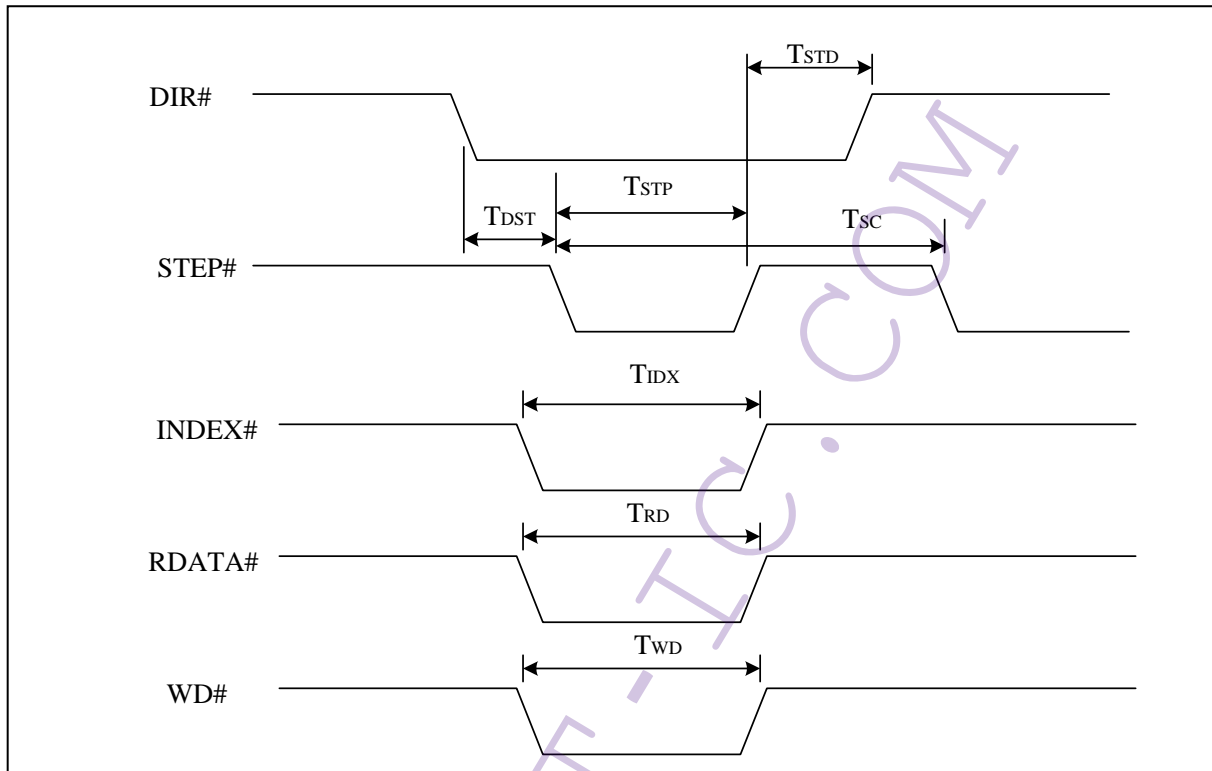 TSTD
DIR#
TSTP
TDST
TSC
STEP#
TIDX
INDEX#
TRD
RDATA#
TWD
WD#
T-IC.COM